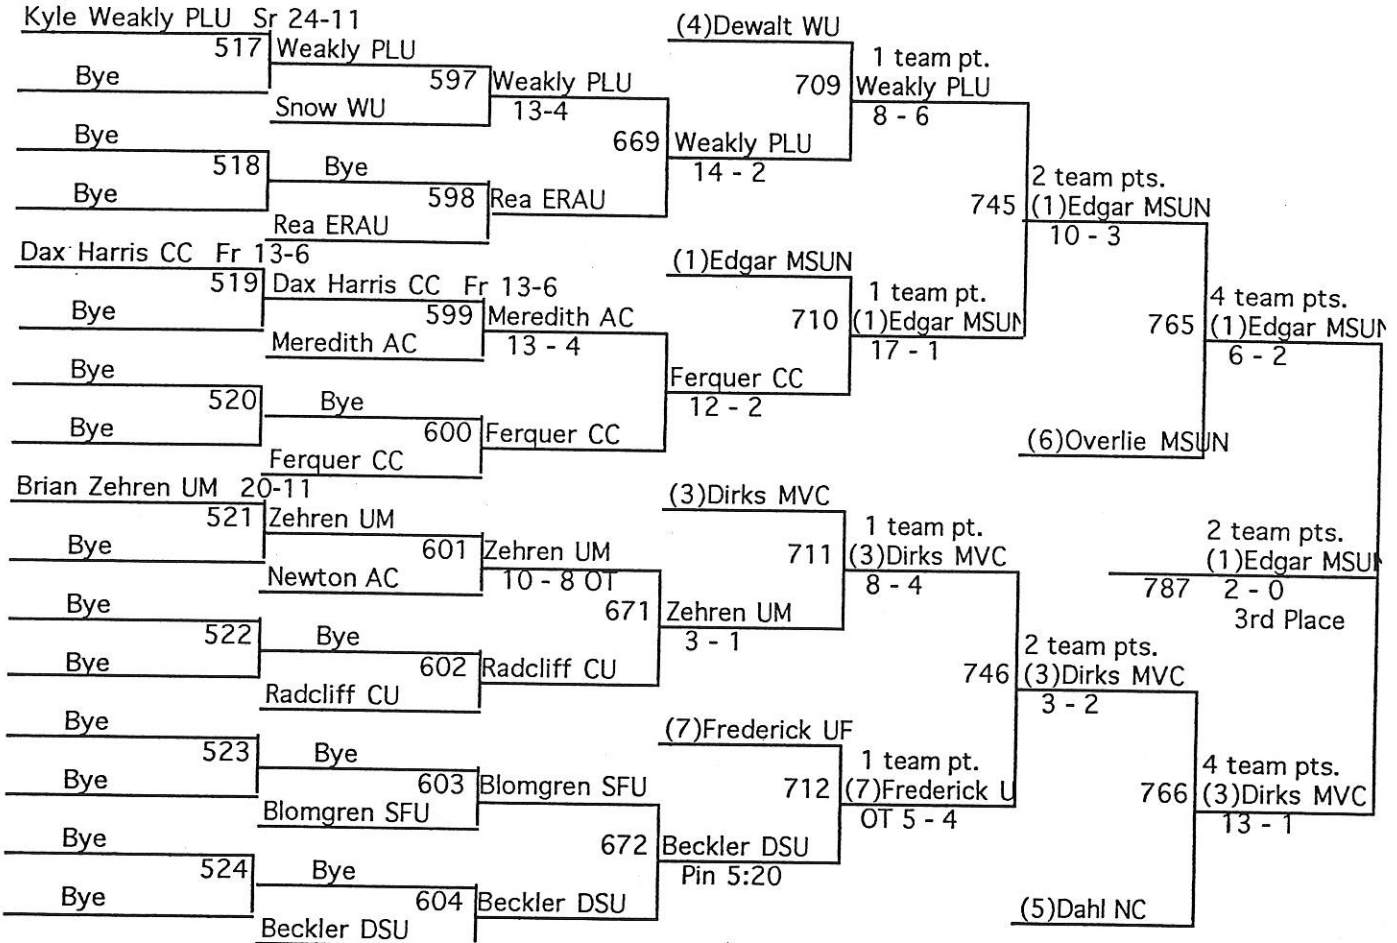 Kyle Weakly PLU Sr 24-11
517
Bye
Weakly PLU
597
Snow WU
Weakly PLU
13-4
Bye
518
Bye
Bye
598
Rea ERAU
Rea ERAU
669
Weakly PLU
14 - 2
(4)Dewalt WU
709
1 team pt.
Weakly PLU
8 - 6
Dax Harris CC Fr 13-6
519
Bye
Dax Harris CC Fr 13-6
599
Meredith AC
Meredith AC
13 - 4
Bye
520
Bye
Bye
600
Ferquer CC
Ferquer CC
Ferquer CC
12 - 2
(1)Edgar MSUN
710
1 team pt.
(1)Edgar MSUN
17 - 1
745
2 team pts.
(1)Edgar MSUN
10 - 3
765
(6)Overlie MSUN
4 team pts.
(1)Edgar MSUN
6 - 2
Brian Zehren UM 20-11
521
Bye
Zehren UM
601
Newton AC
Zehren UM
10 - 8 OT
Bye
522
Bye
Bye
602
Radcliff CU
Radcliff CU
671
Zehren UM
3 - 1
(3)Dirks MVC
711
1 team pt.
(3)Dirks MVC
8 - 4
Bye
523
Bye
Bye
603
Blomgren SFU
Blomgren SFU
Bye
524
Bye
Bye
604
Beckler DSU
Beckler DSU
672
Beckler DSU
Pin 5:20
(7)Frederick UF
712
1 team pt.
(7)Frederick U
OT 5 - 4
746
2 team pts.
(3)Dirks MVC
3 - 2
766
(5)Dahl NC
4 team pts.
(3)Dirks MVC
13 - 1
2 team pts.
(1)Edgar MSUN
787
2 - 0
3rd Place